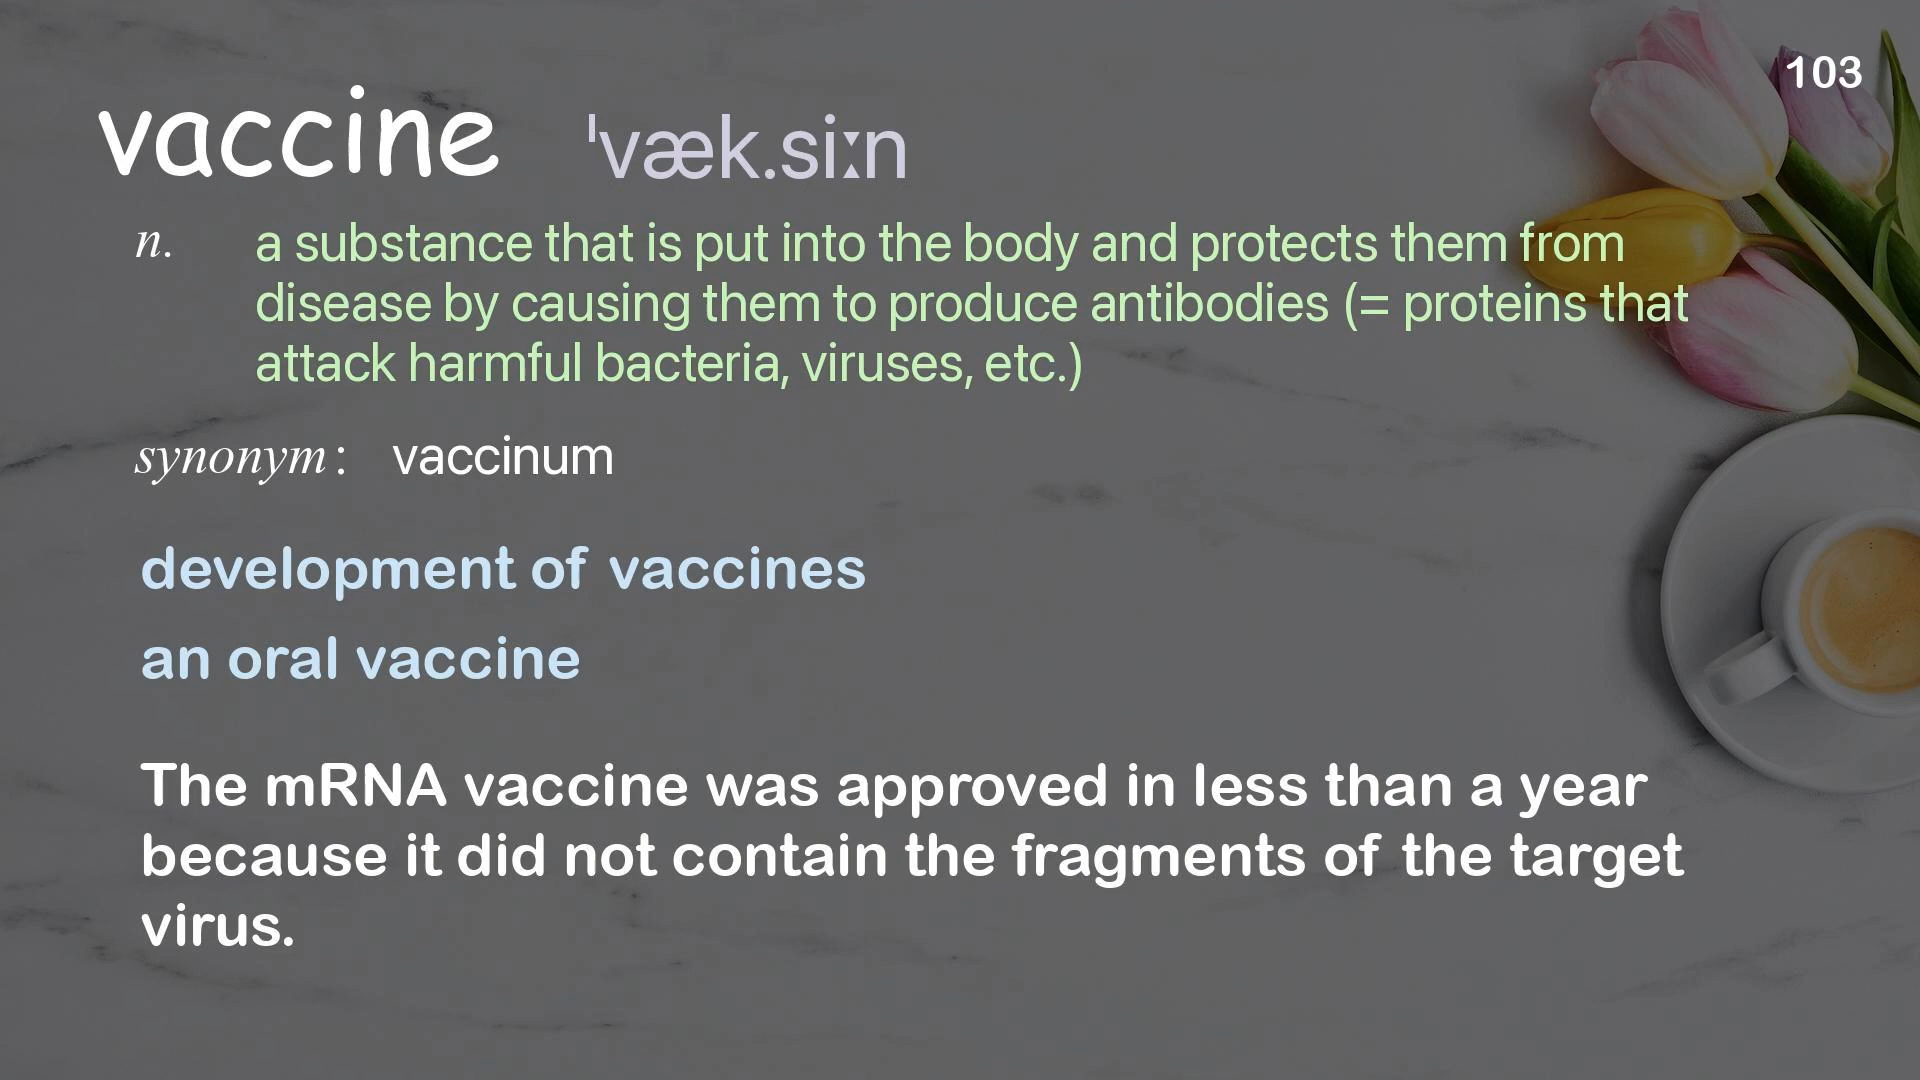 103
vaccine ˈvæk.siːn
n. a substance that is put into the body and protects them from
disease by causing them to produce antibodies (= proteins that
attack harmful bacteria, viruses, etc.)
synonym: vaccinum
development of vaccines
an oral vaccine
The mRNA vaccine was approved in less than a year
because it did not contain the fragments of the target
virus.